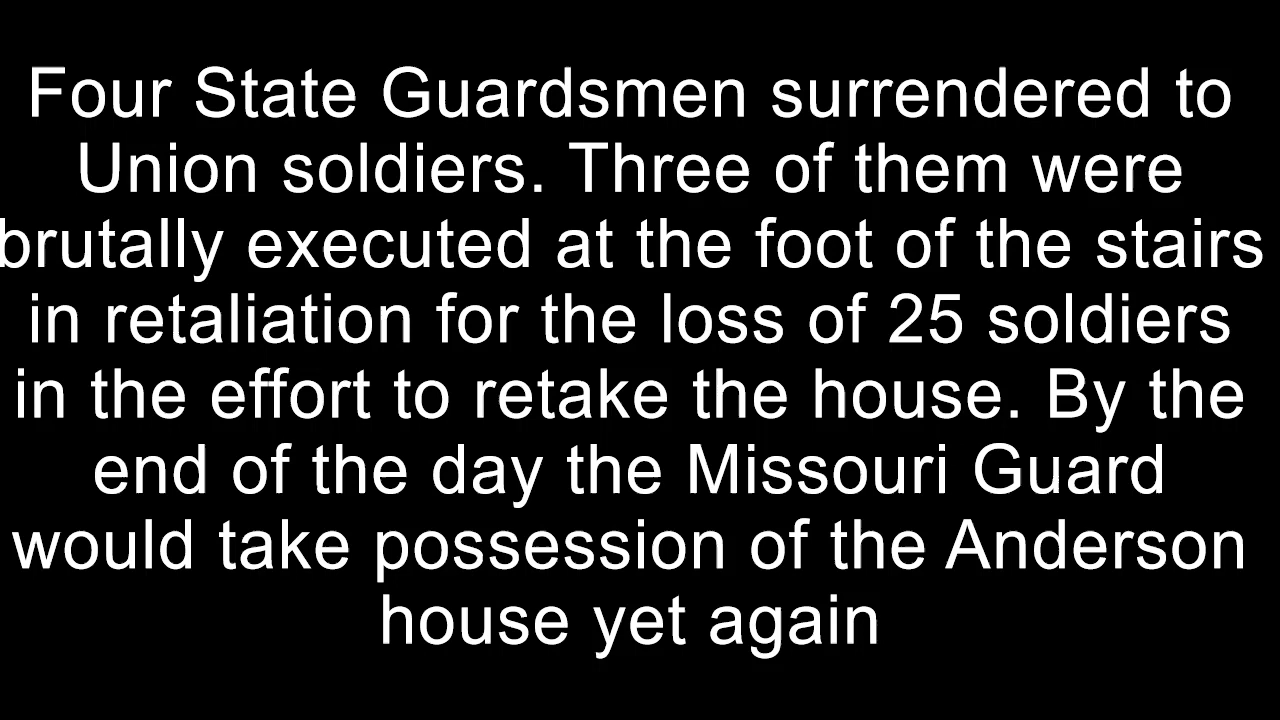 Four State Guardsmen surrendered to
Union soldiers. Three of them were
brutally executed at the foot of the stairs
in retaliation for the loss of 25 soldiers
in the effort to retake the house. By the
end of the day the Missouri Guard
would take possession of the Anderson
house yet again